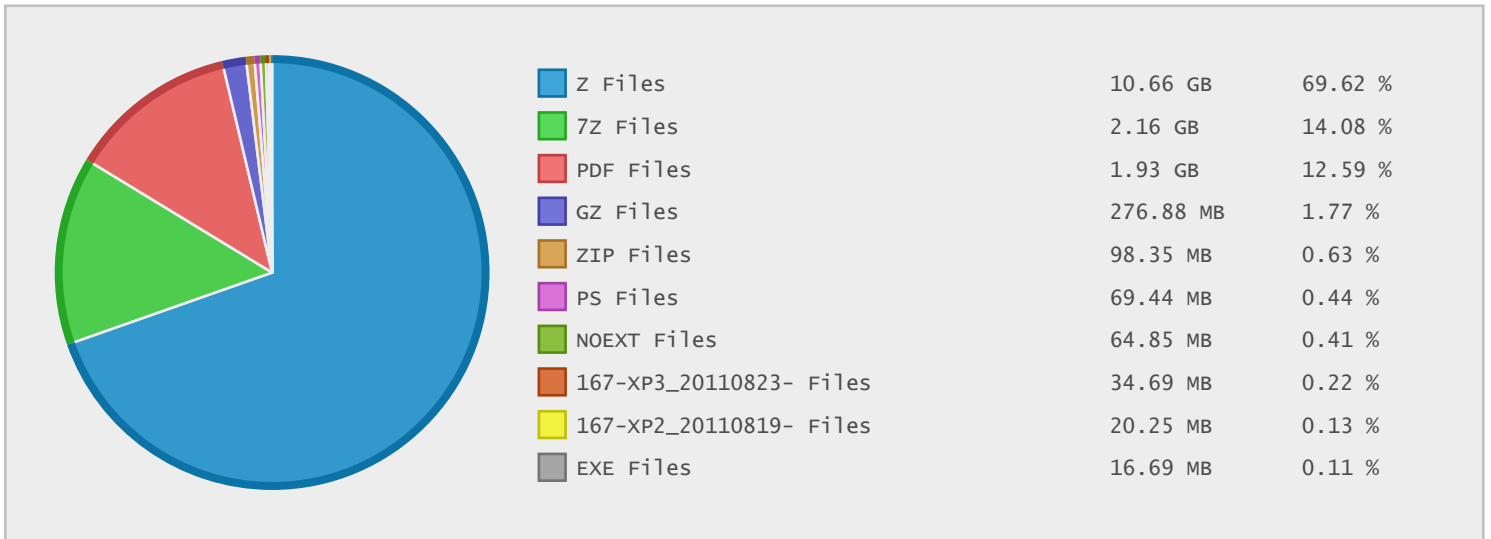 Z Files 10.66 GB 69.62 %
7Z Files 2.16 GB 14.08 %
PDF Files 1.93 GB 12.59 %
GZ Files 276.88 MB 1.77 %
ZIP Files 98.35 MB 0.63 %
PS Files 69.44 MB 0.44 %
NOEXT Files 64.85 MB 0.41 %
167-XP3_20110823- Files 34.69 MB 0.22 %
167-XP2_20110819- Files 20.25 MB 0.13 %
EXE Files 16.69 MB 0.11 %